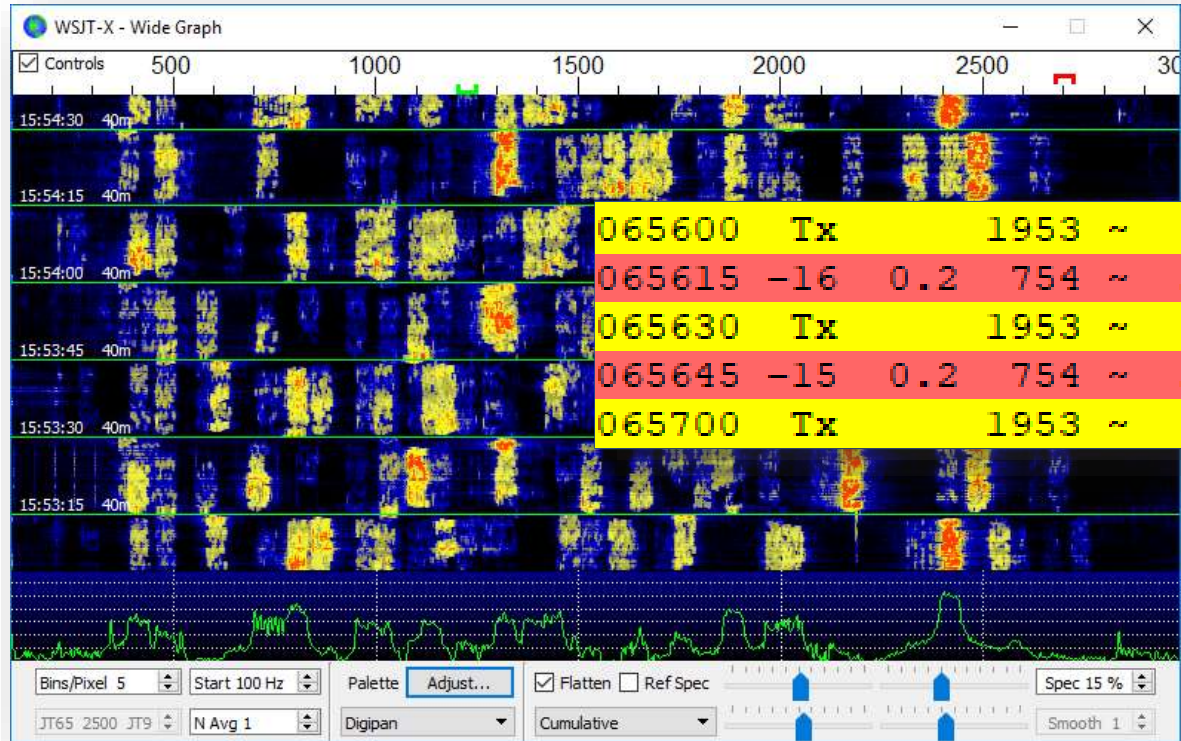 WSJT-X - Wide Graph
Controls 500 1000 1500 2000 2500 30
15:54:30 40m
15:54:15 40m
15:54:00 40m
15:53:45 40m
15:53:30 40m
15:53:15 40m
065600 Tx 1953 ~
065615 -16 0.2 754 ~
065630 Tx 1953 ~
065645 -15 0.2 754 ~
065700 Tx 1953 ~
Bins/Pixel 5 Start 100 Hz Palette Adjust... Flatten Ref Spec Spec 15 %
JT65 2500 JT9 N Avg 1 Digipan Cumulative Smooth 1